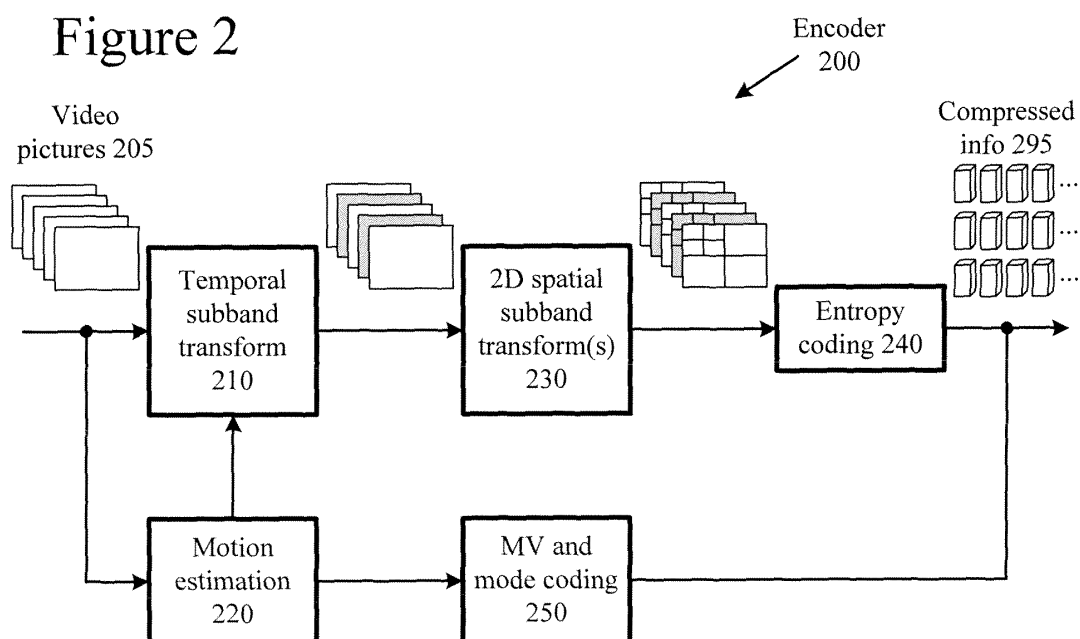 Figure 2
Encoder
200
Video
pictures 205
Compressed
info 295
...
...
...
Temporal
subband
transform
210
2D spatial
subband
transform(s)
230
Entropy
coding 240
Motion
estimation
220
MV and
mode coding
250